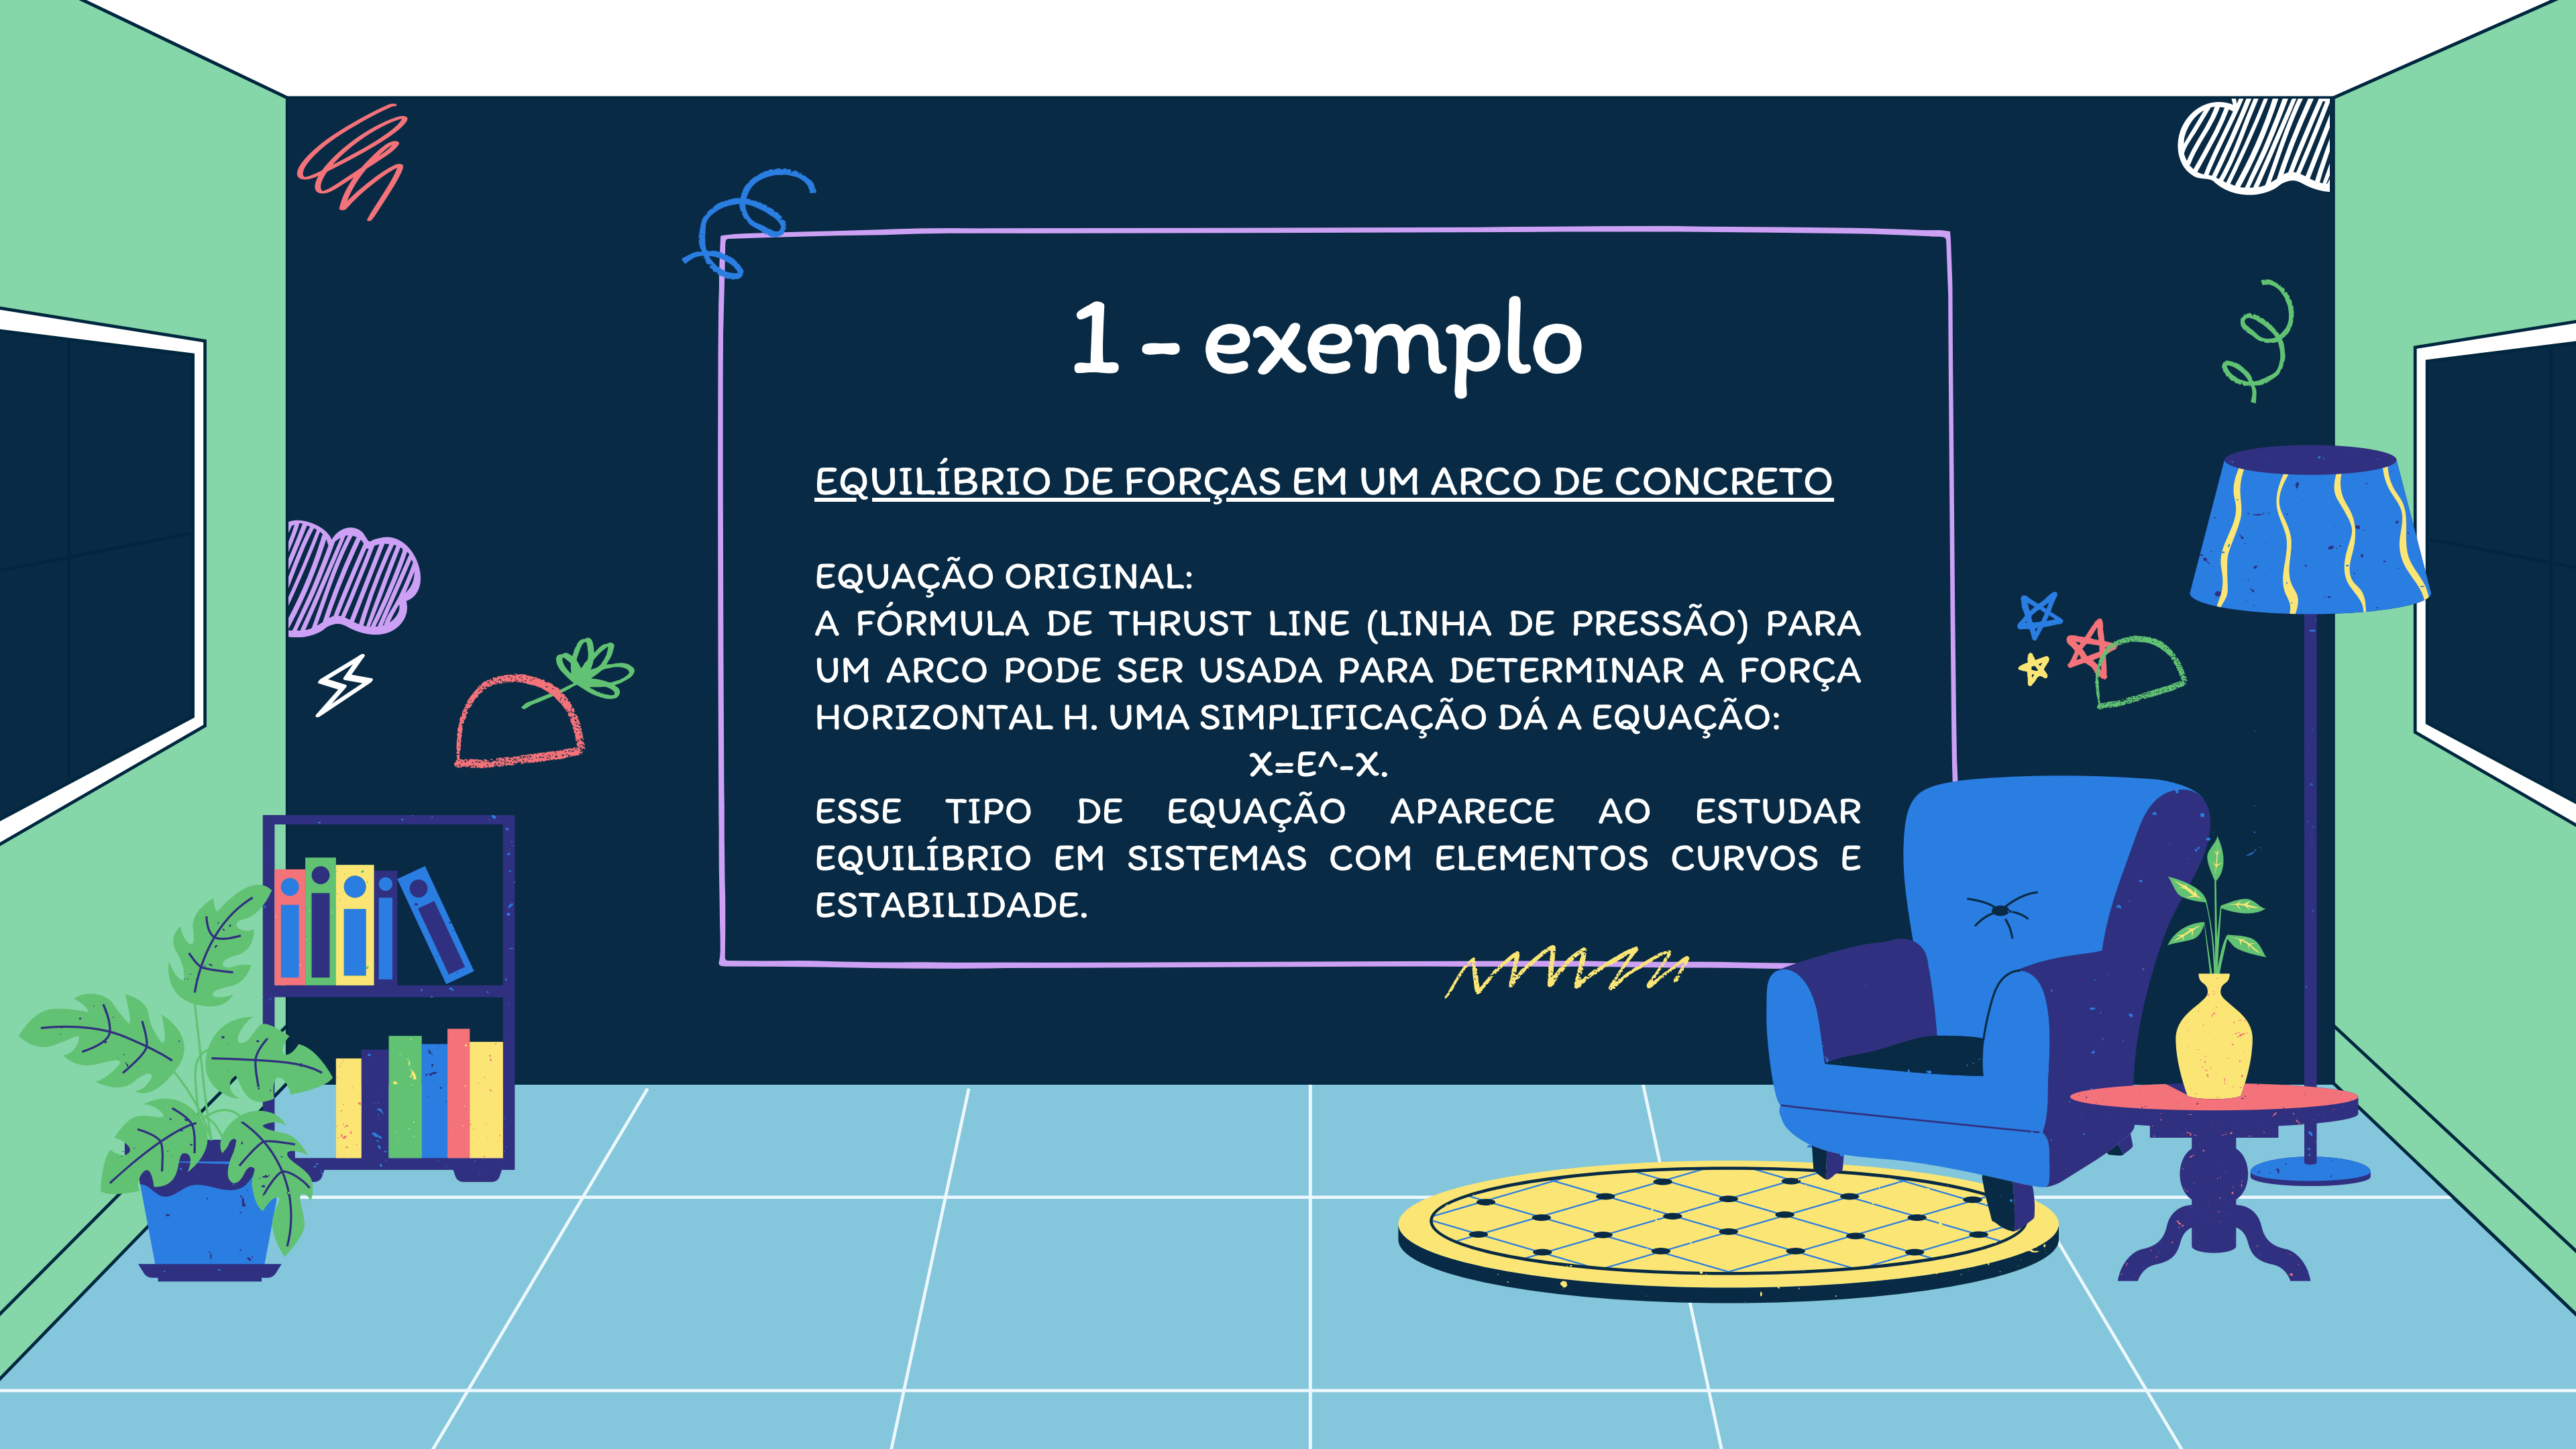 1 - exemplo
EQUILÍBRIO DE FORÇAS EM UM ARCO DE CONCRETO
EQUAÇÃO ORIGINAL:
A FÓRMULA DE THRUST LINE (LINHA DE PRESSÃO) PARA
UM ARCO PODE SER USADA PARA DETERMINAR A FORÇA
HORIZONTAL H. UMA SIMPLIFICAÇÃO DÁ A EQUAÇÃO:
X=E^-X.
ESSE TIPO DE EQUAÇÃO APARECE AO ESTUDAR
EQUILÍBRIO EM SISTEMAS COM ELEMENTOS CURVOS E
ESTABILIDADE.